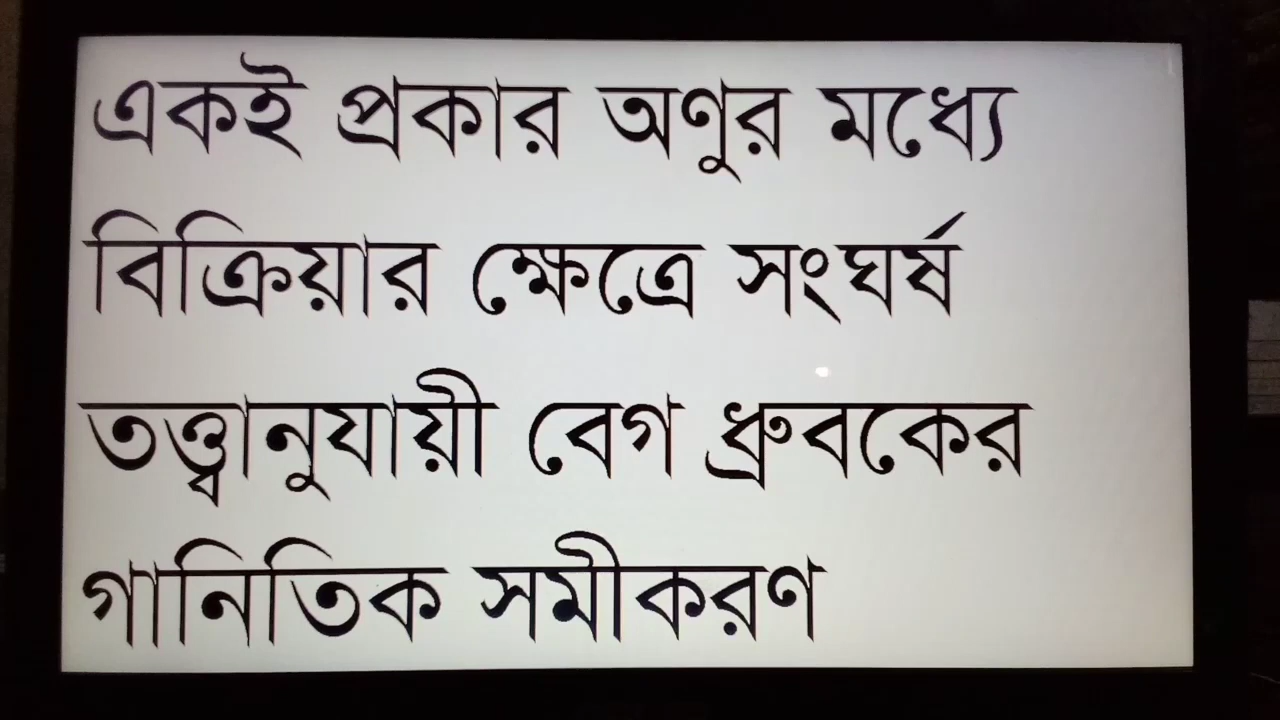 একই প্রকার অণুর মধ্যে
বিক্রিয়ার ক্ষেত্রে সংঘর্ষ
তত্ত্বানুযায়ী বেগ ধ্রুবকের
গানিতিক সমীকরণ